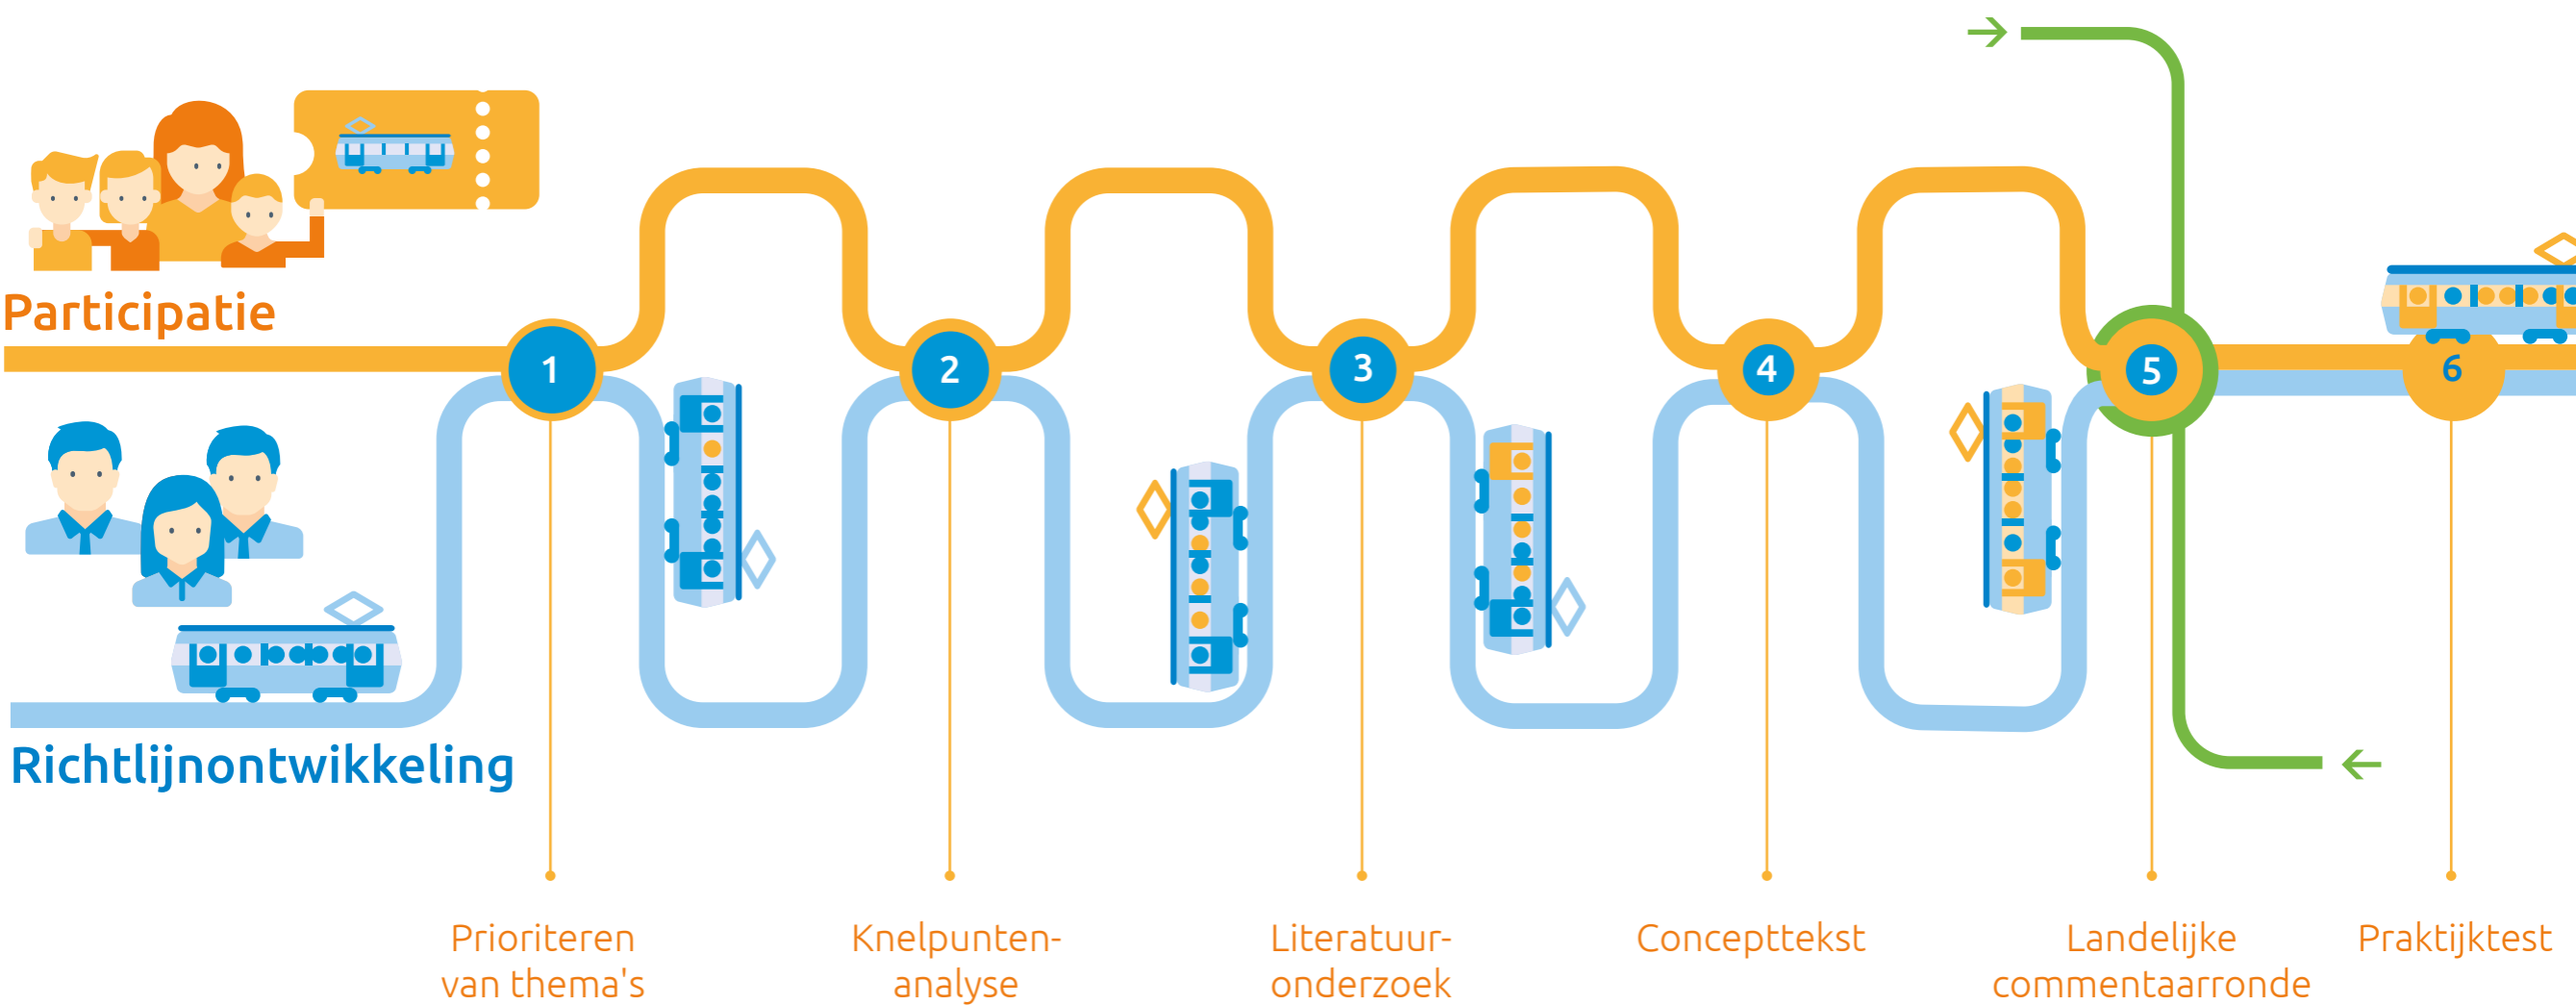 Participatie
1
2
3
4
5
6
Richtlijnontwikkeling
Prioriteren
van thema's
Knelpunten-
analyse
Literatuur-
onderzoek
Concepttekst
Landelijke
commentaarronde
Praktijktest